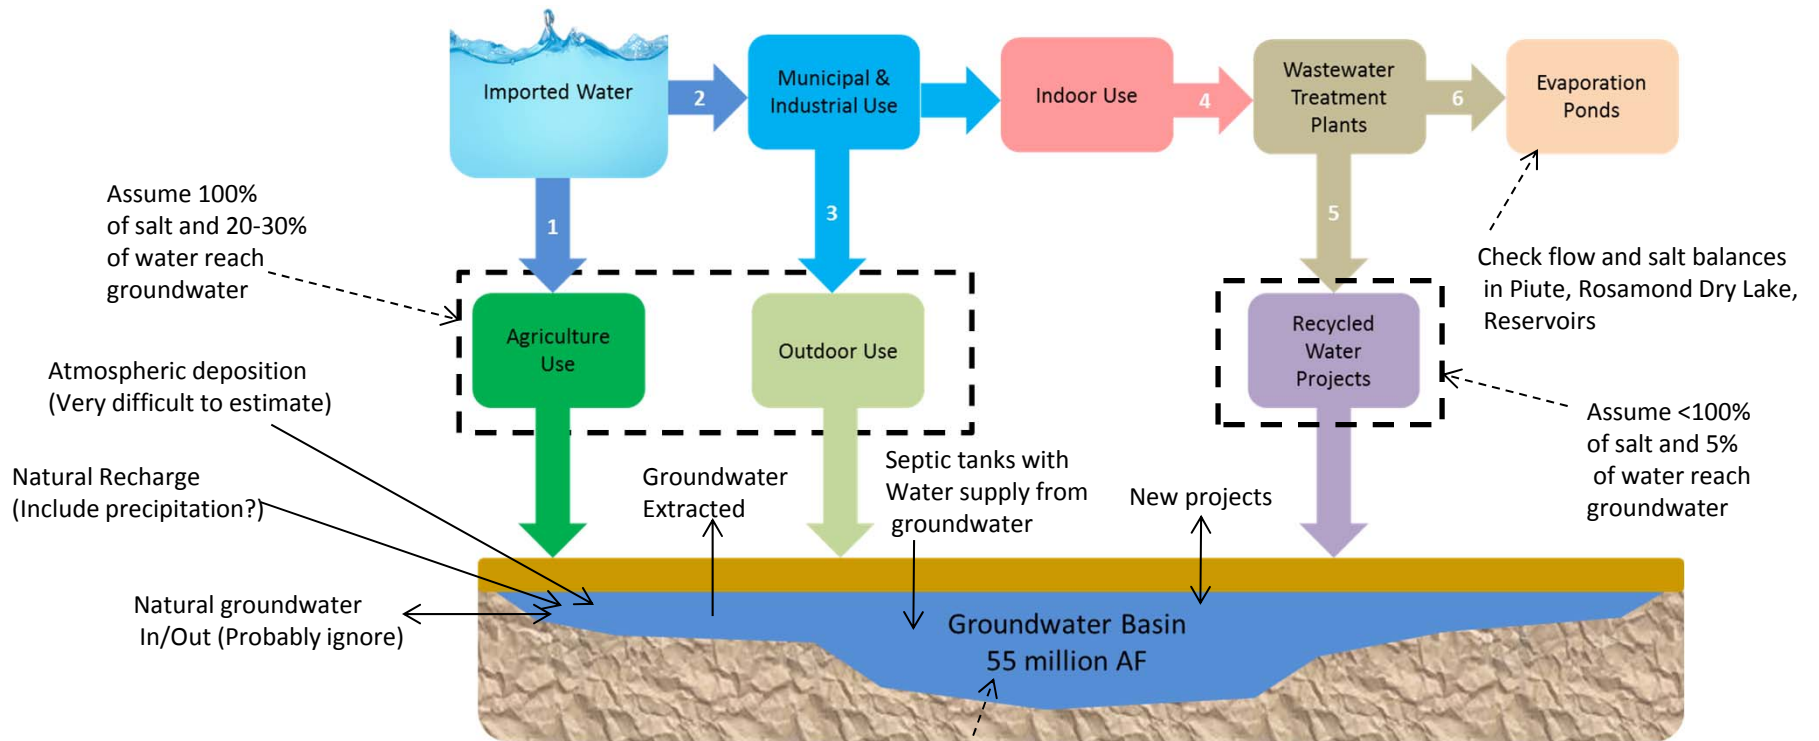 Imported Water
2
Municipal &
Industrial Use
Indoor Use
4
Wastewater
Treatment
Plants
6
Evaporation
Ponds
Assume 100%
of salt and 20-30%
of water reach
groundwater
1
3
5
Check flow and salt balances
in Piute, Rosamond Dry Lake,
Reservoirs
Agriculture
Use
Outdoor Use
Recycled
Water
Projects
Atmospheric deposition
(Very difficult to estimate)
Assume <100%
of salt and 5%
of water reach
groundwater
Natural Recharge
(Include precipitation?)
Groundwater
Extracted
Septic tanks with
Water supply from
groundwater
New projects
Natural groundwater
In/Out (Probably ignore)
Groundwater Basin
55 million AF